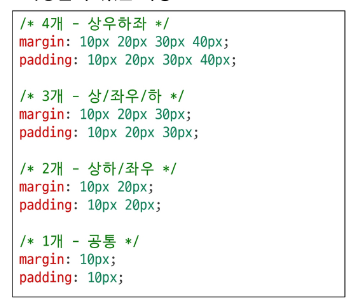 /* 4개 - 상우하좌 */
margin: 10px 20px 30px 40px;
padding: 10px 20px 30px 40px;
/* 3개 - 상/좌우/하 */
margin: 10px 20px 30px;
padding: 10px 20px 30px;
/* 2개 - 상하/좌우 */
margin: 10px 20px;
padding: 10px 20px;
/* 1개 - 공통 */
margin: 10px;
padding: 10px;